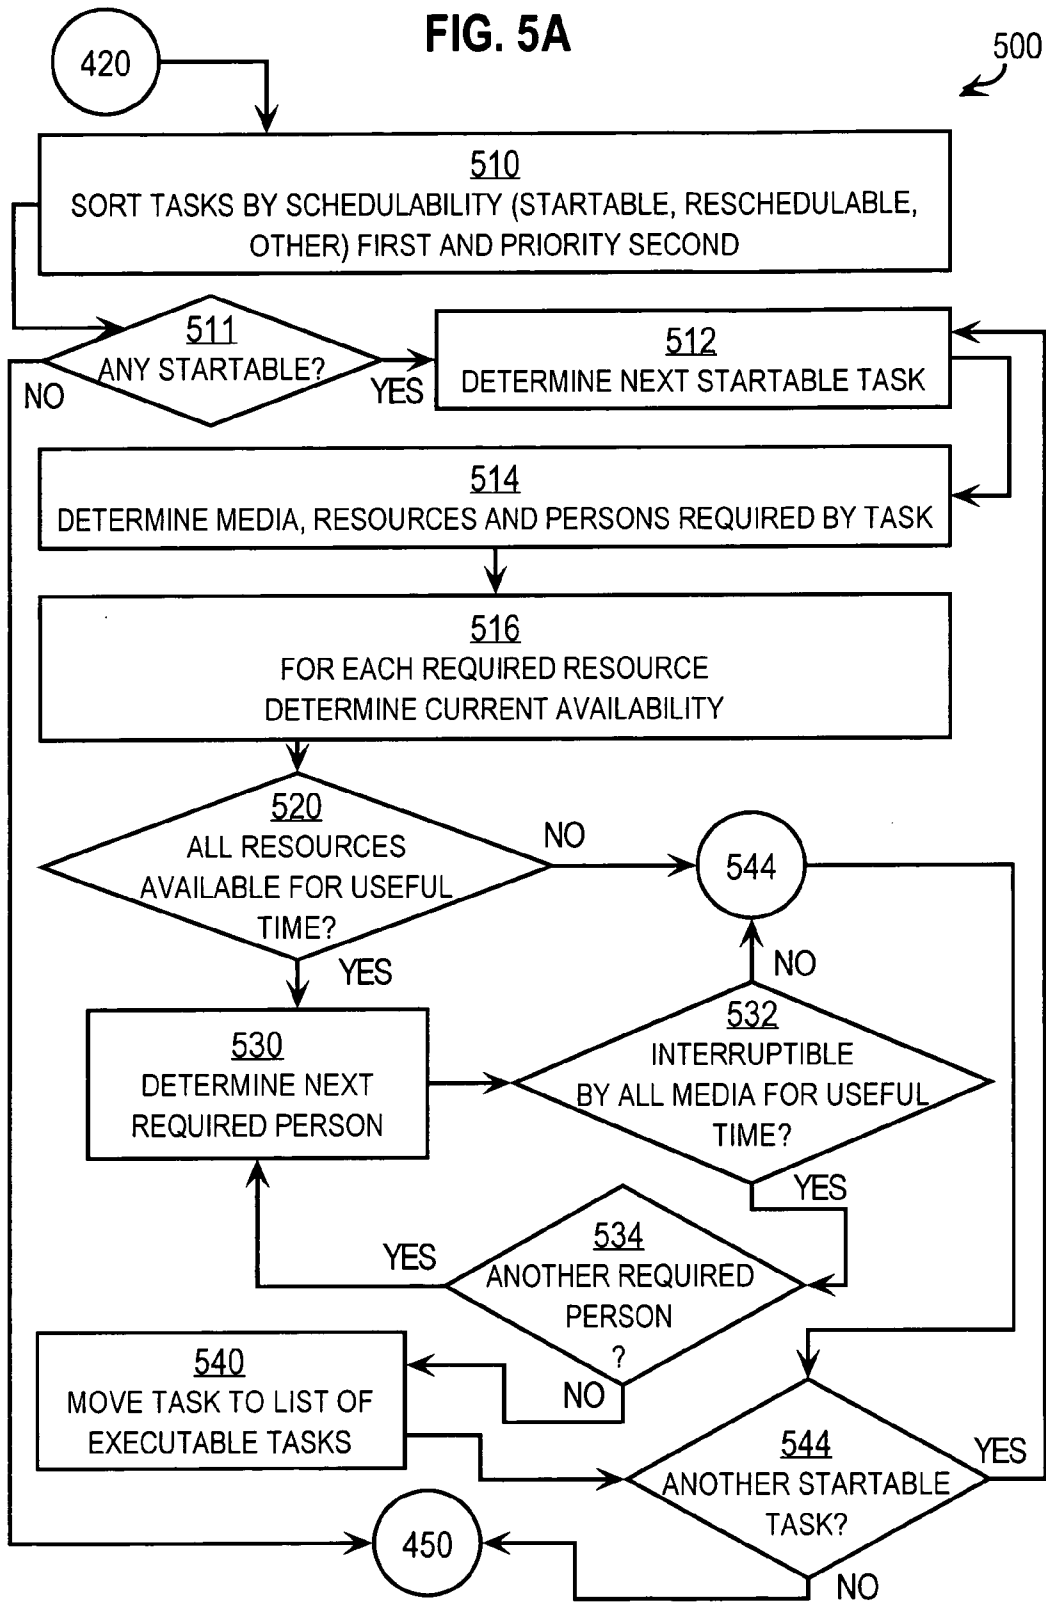 FIG. 5A
500
420
510
SORT TASKS BY SCHEDULABILITY (STARTABLE, RESCHEDULABLE,
OTHER) FIRST AND PRIORITY SECOND
511
ANY STARTABLE?
NO
YES
512
DETERMINE NEXT STARTABLE TASK
514
DETERMINE MEDIA, RESOURCES AND PERSONS REQUIRED BY TASK
516
FOR EACH REQUIRED RESOURCE
DETERMINE CURRENT AVAILABILITY
520
ALL RESOURCES
AVAILABLE FOR USEFUL
TIME?
NO
544
YES
NO
530
DETERMINE NEXT
REQUIRED PERSON
532
INTERRUPTIBLE
BY ALL MEDIA FOR USEFUL
TIME?
YES
534
ANOTHER REQUIRED
PERSON
?
YES
NO
540
MOVE TASK TO LIST OF
EXECUTABLE TASKS
544
ANOTHER STARTABLE
TASK?
YES
NO
450